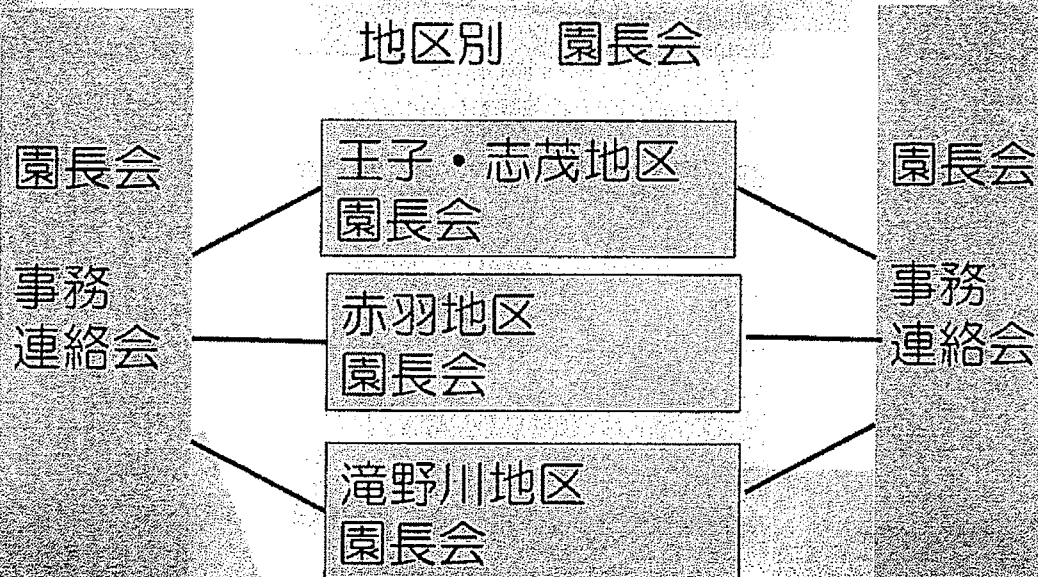 地区別　園長会
園長会
事務
連絡会
王子・志茂地区
園長会
赤羽地区
園長会
滝野川地区
園長会
園長会
事務
連絡会